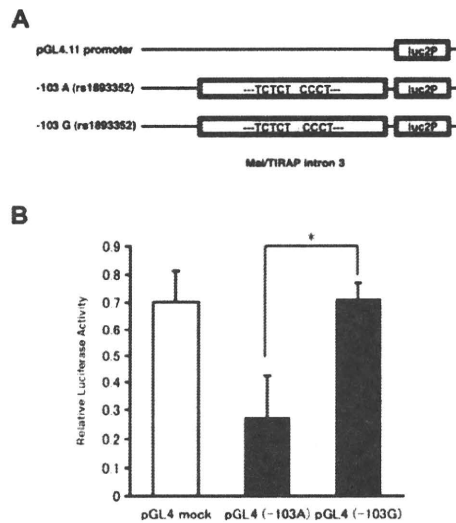 A
pGL4.11 promoter
luc2P
-103 A (rs1893352)
---TCTCT CCCT---
luc2P
-103 G (rs1893352)
---TCTCT CCCT---
luc2P
Mal/TIRAP intron 3
B
*
Relative Luciferase Activity
0.9
0.8
0.7
0.6
0.5
0.4
0.3
0.2
0.1
0
pGL4 mock
pGL4 (-103A)
pGL4 (-103G)